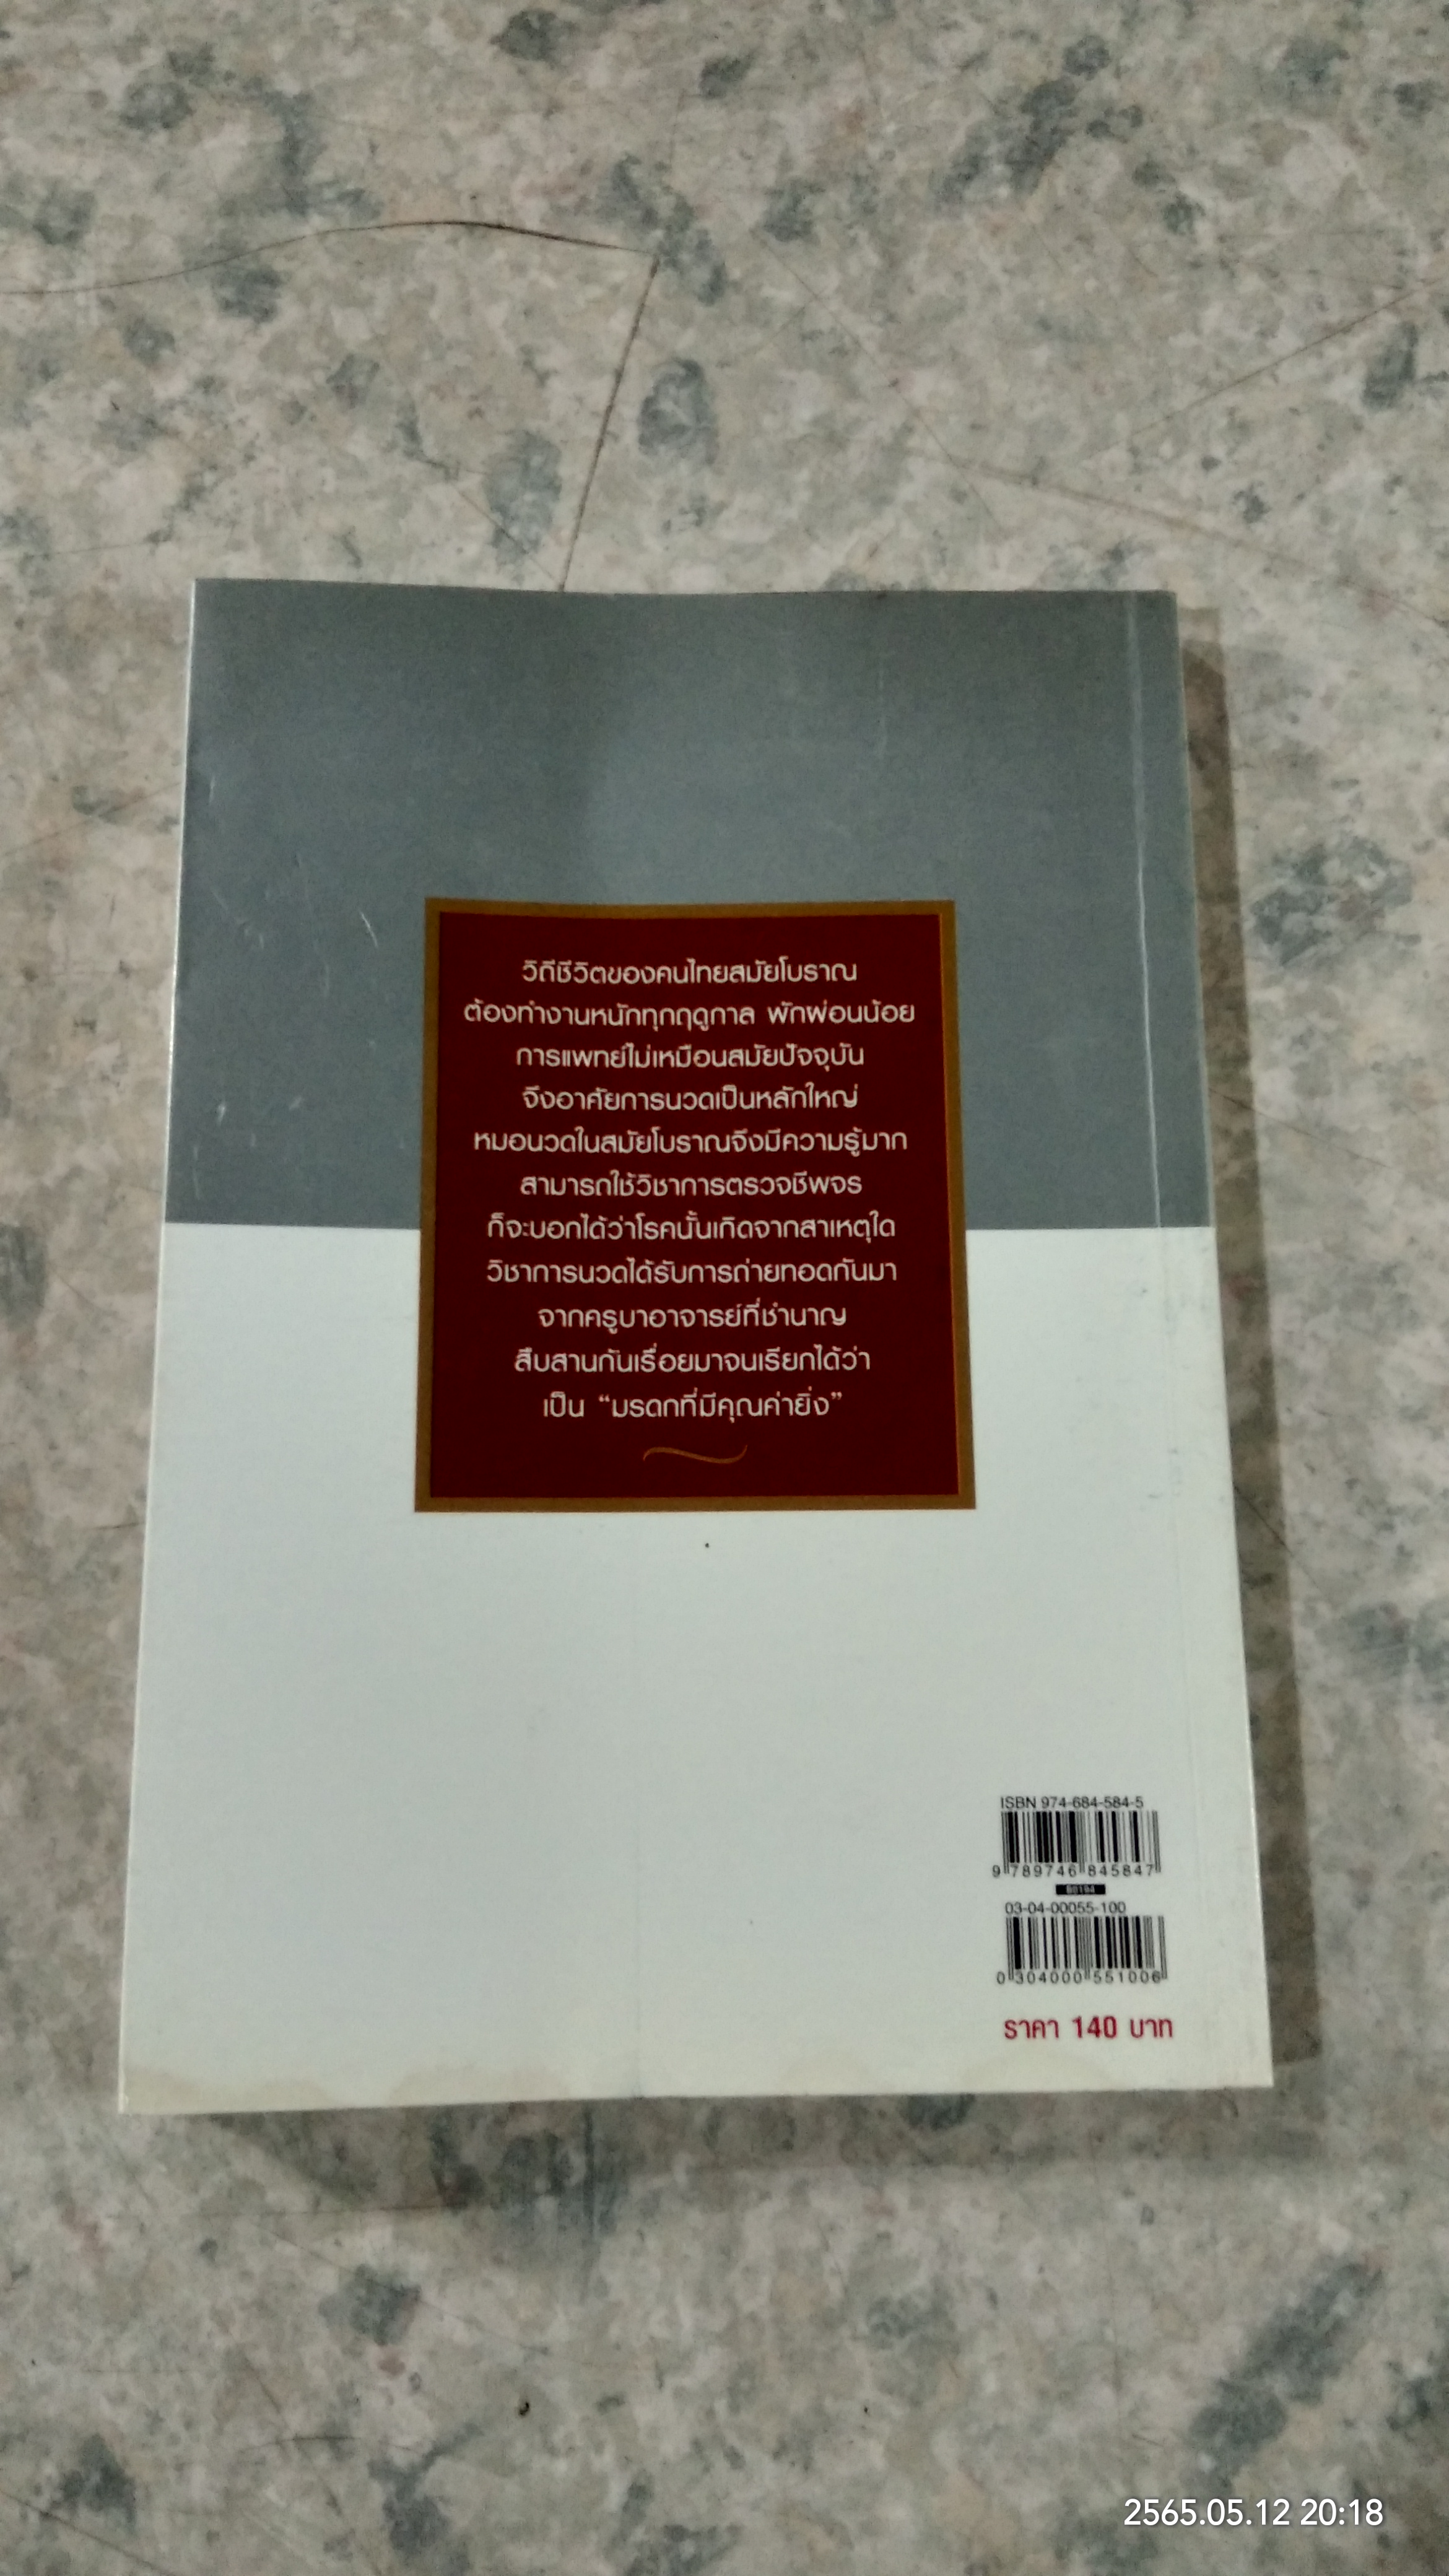 วิถีชีวิตของคนไทยสมัยโบราณ
ต้องทำงานหนักทุกฤดูกาล พักผ่อนน้อย
การแพทย์ไม่เหมือนสมัยปัจจุบัน
จึงอาศัยการนวดเป็นหลักใหญ่
หมอนวดในสมัยโบราณจึงมีความรู้มาก
สามารถใช้วิชาการตรวจชีพจร
ก็จะบอกได้ว่าโรคนั้นเกิดจากสาเหตุใด
วิชาการนวดได้รับการถ่ายทอดกันมา
จากครูบาอาจารย์ที่ชำนาญ
สืบสานกันเรื่อยมาจนเรียกได้ว่า
เป็น “มรดกที่มีคุณค่ายิ่ง”
ISBN 974-684-584-5
9 789746 845847
03-04-00055-100
0 304000 551006
ราคา 140 บาท
2565.05.12 20:18